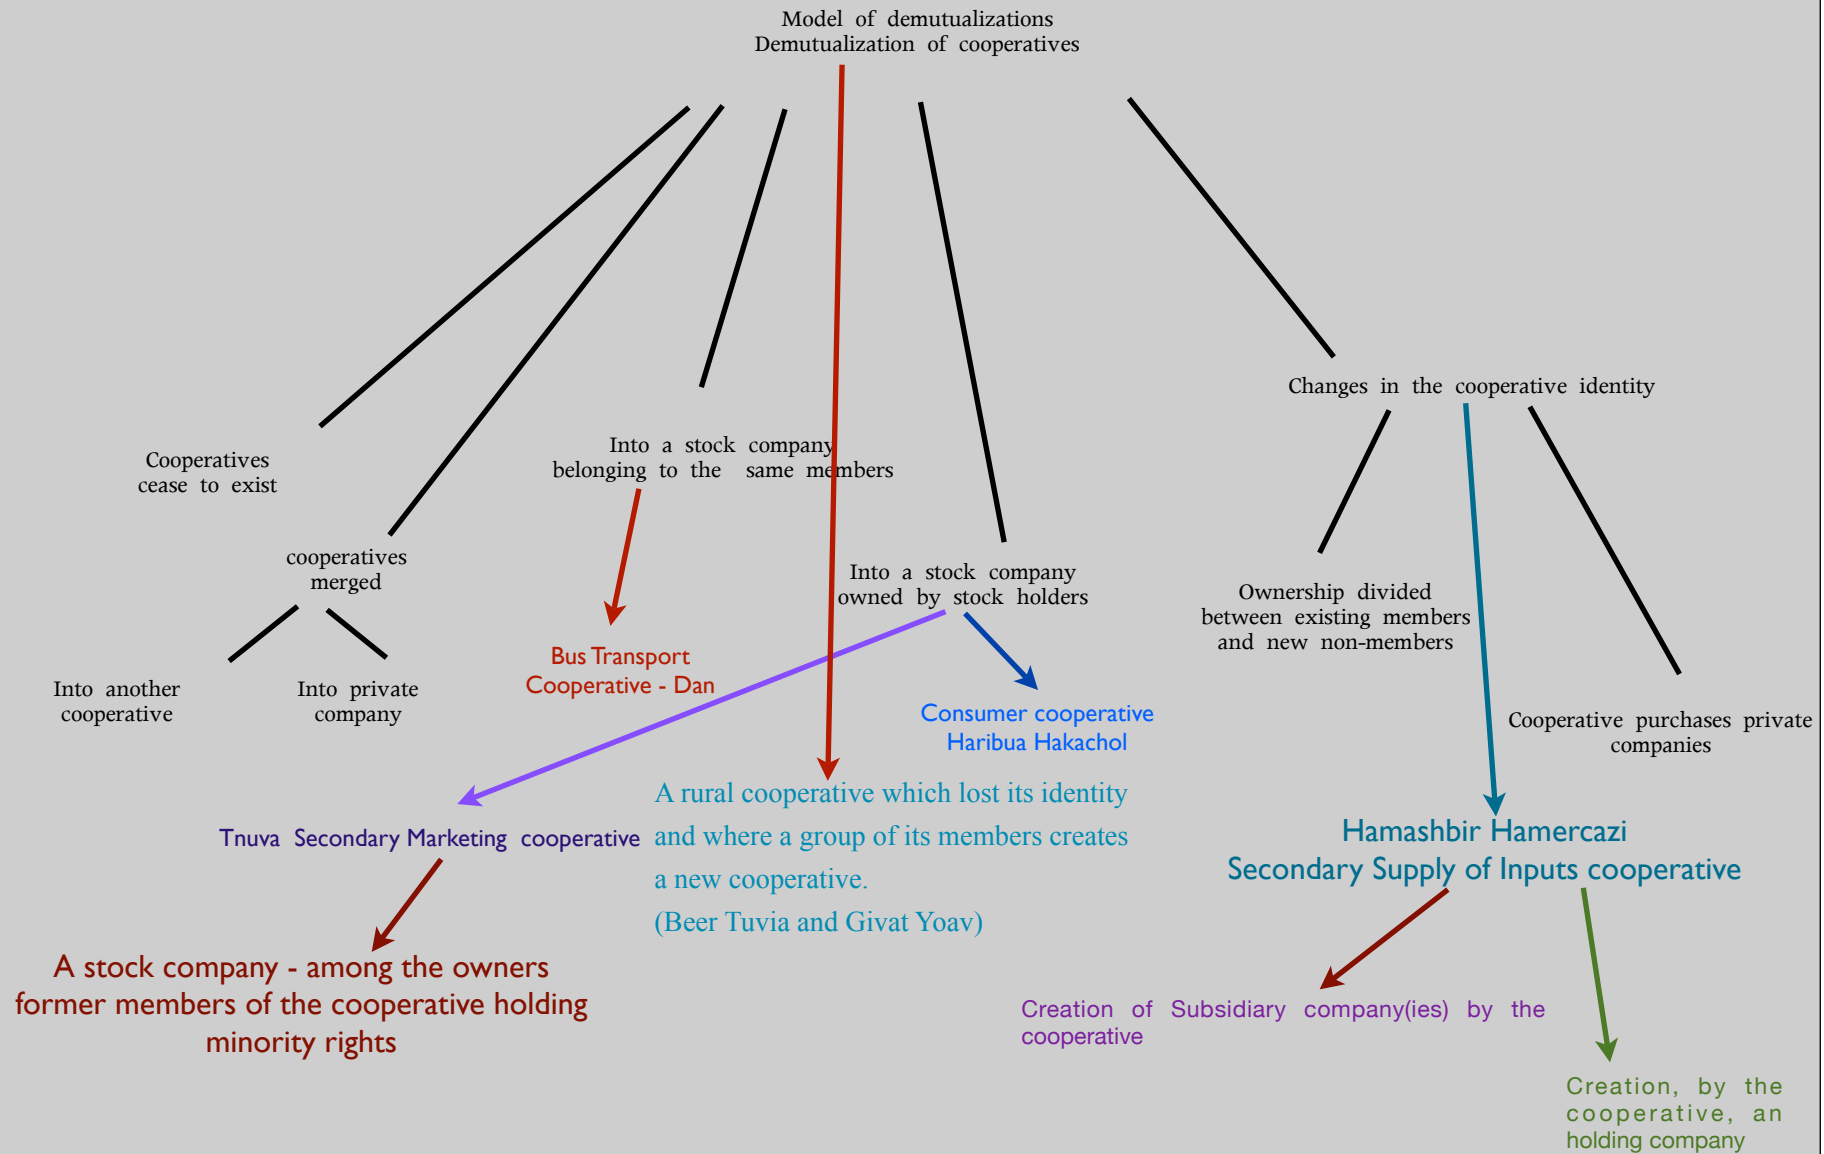 Model of demutualizations
Demutualization of cooperatives
Changes in the cooperative identity
Cooperatives
cease to exist
Into a stock company
belonging to the same members
cooperatives
merged
Into a stock company
owned by stock holders
Ownership divided
between existing members
and new non-members
Into another
cooperative
Into private
company
Bus Transport
Cooperative - Dan
Consumer cooperative
Haribua Hakachol
Cooperative purchases private
companies
Tnuva Secondary Marketing cooperative
A rural cooperative which lost its identity
and where a group of its members creates
a new cooperative.
(Beer Tuvia and Givat Yoav)
Hamashbir Hamercazi
Secondary Supply of Inputs cooperative
A stock company - among the owners
former members of the cooperative holding
minority rights
Creation of Subsidiary company(ies) by the
cooperative
Creation, by the
cooperative, an
holding company